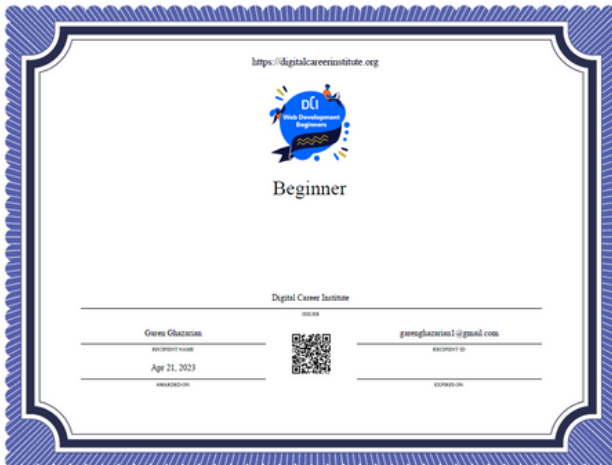 https://digitalcareerinstitute.org
DCI
Web Development
Beginners
Beginner
Digital Career Institute
ISSUER
Garen Ghazarian
RECIPIENT NAME
garenghazarian1@gmail.com
RECIPIENT ID
Apr 21, 2023
AWARDED ON
EXPIRES ON